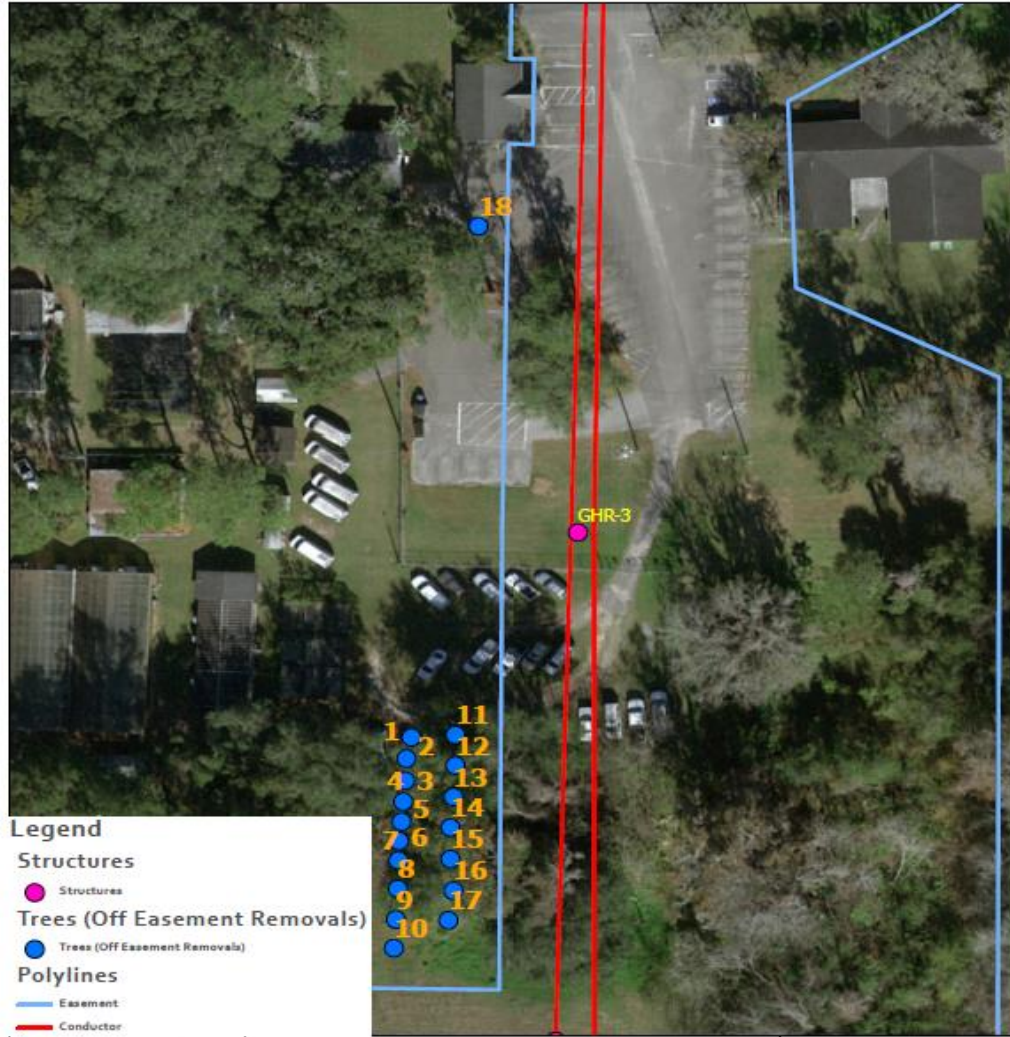 18
GHR-3
11
1
2
12
4
3
13
5
14
7
6
15
8
16
9
17
10
Legend
Structures
Structures
Trees (Off Easement Removals)
Trees (Off Easement Removals)
Polylines
Easement
Conductor